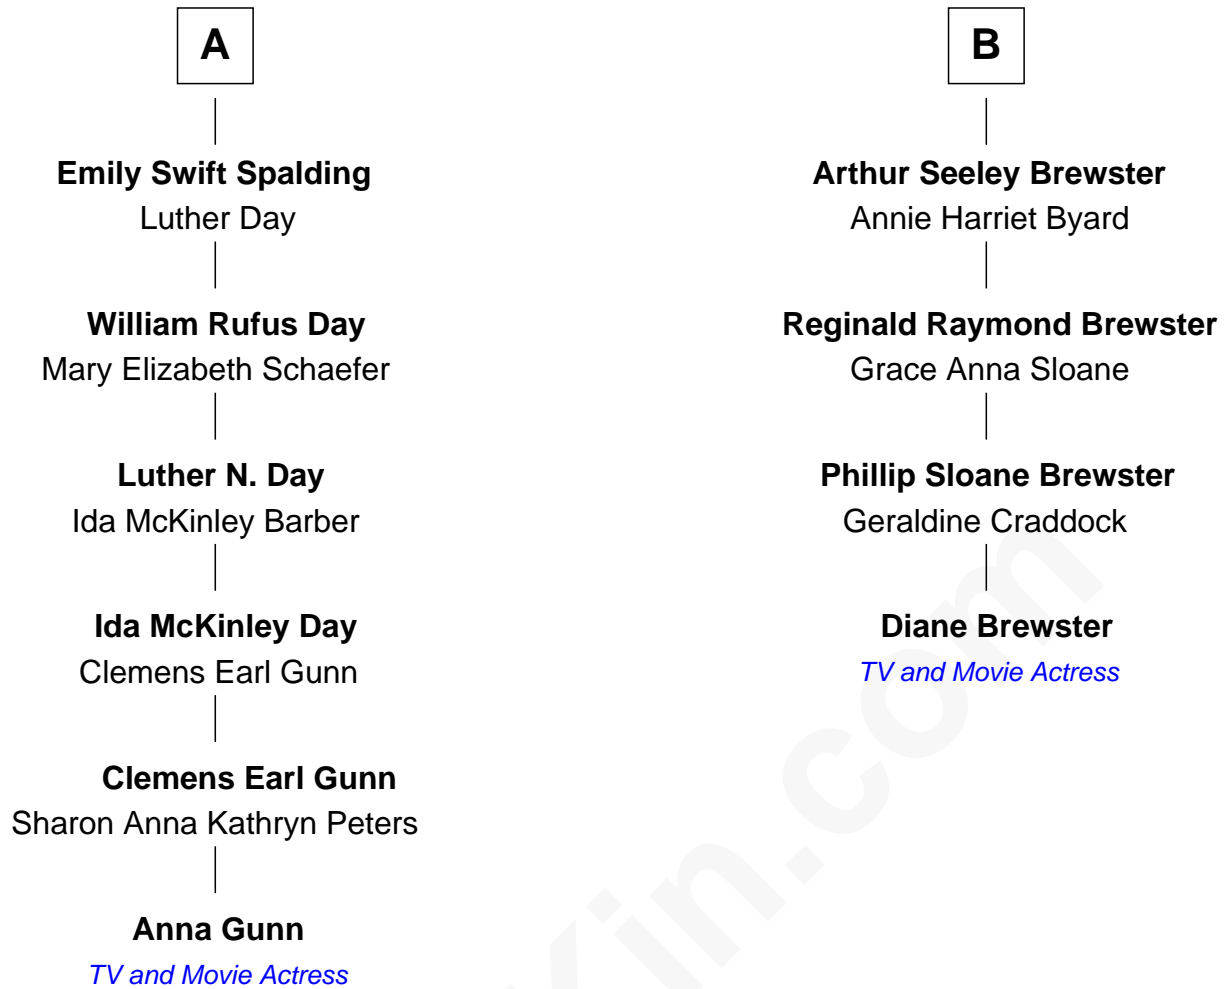 A
Emily Swift Spalding
Luther Day
William Rufus Day
Mary Elizabeth Schaefer
Luther N. Day
Ida McKinley Barber
Ida McKinley Day
Clemens Earl Gunn
Clemens Earl Gunn
Sharon Anna Kathryn Peters
Anna Gunn
TV and Movie Actress
B
Arthur Seeley Brewster
Annie Harriet Byard
Reginald Raymond Brewster
Grace Anna Sloane
Phillip Sloane Brewster
Geraldine Craddock
Diane Brewster
TV and Movie Actress
Kin.com